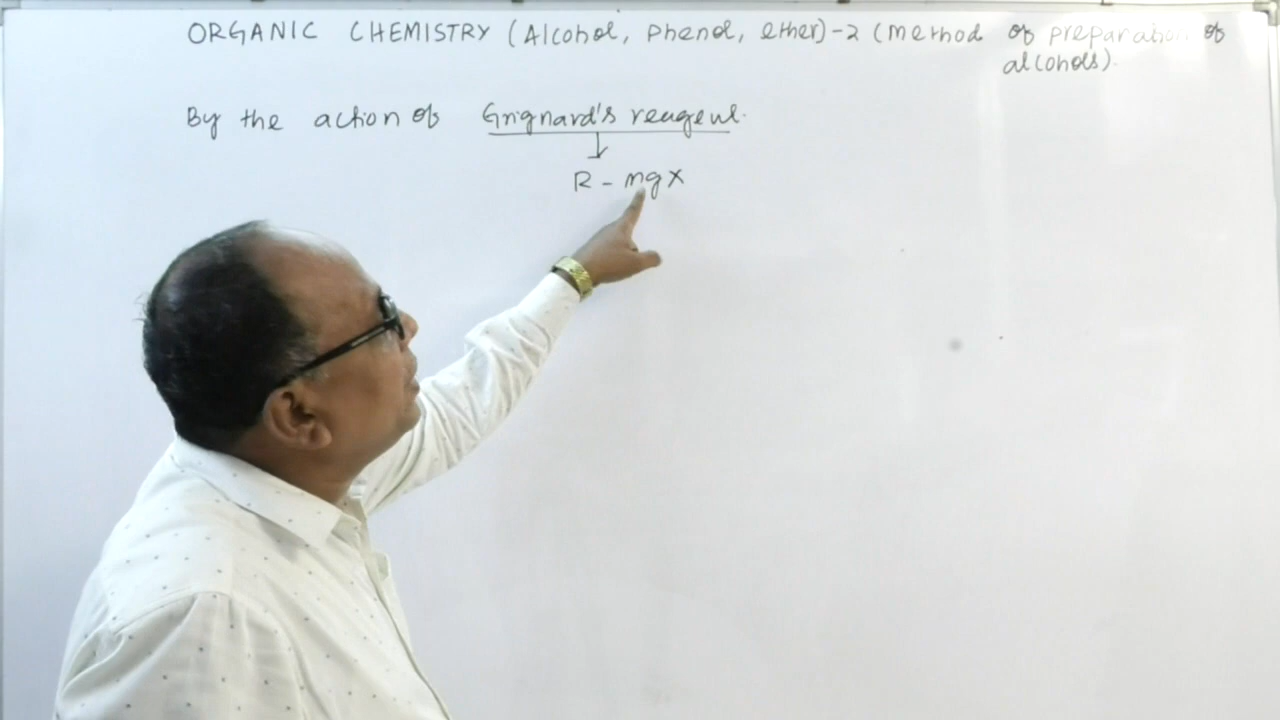 ORGANIC CHEMISTRY (Alcohol, Phenol, ether)-2 (Method of preparation of
alcohols).
By the action of Grignard's reagent.
R - mgx